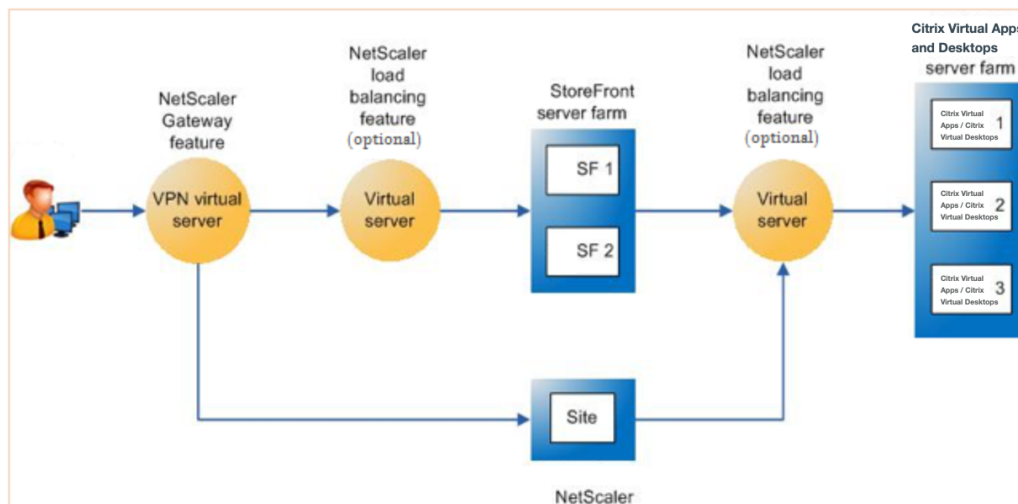 NetScaler
Gateway
feature
VPN virtual
server
NetScaler
load
balancing
feature
(optional)
Virtual
server
StoreFront
server farm
SF 1
SF 2
Site
NetScaler
NetScaler
load
balancing
feature
(optional)
Virtual
server
Citrix Virtual Apps
and Desktops
server farm
Citrix Virtual
Apps / Citrix
Virtual Desktops
1
Citrix Virtual
Apps / Citrix
Virtual Desktops
2
Citrix Virtual
Apps / Citrix
Virtual Desktops
3